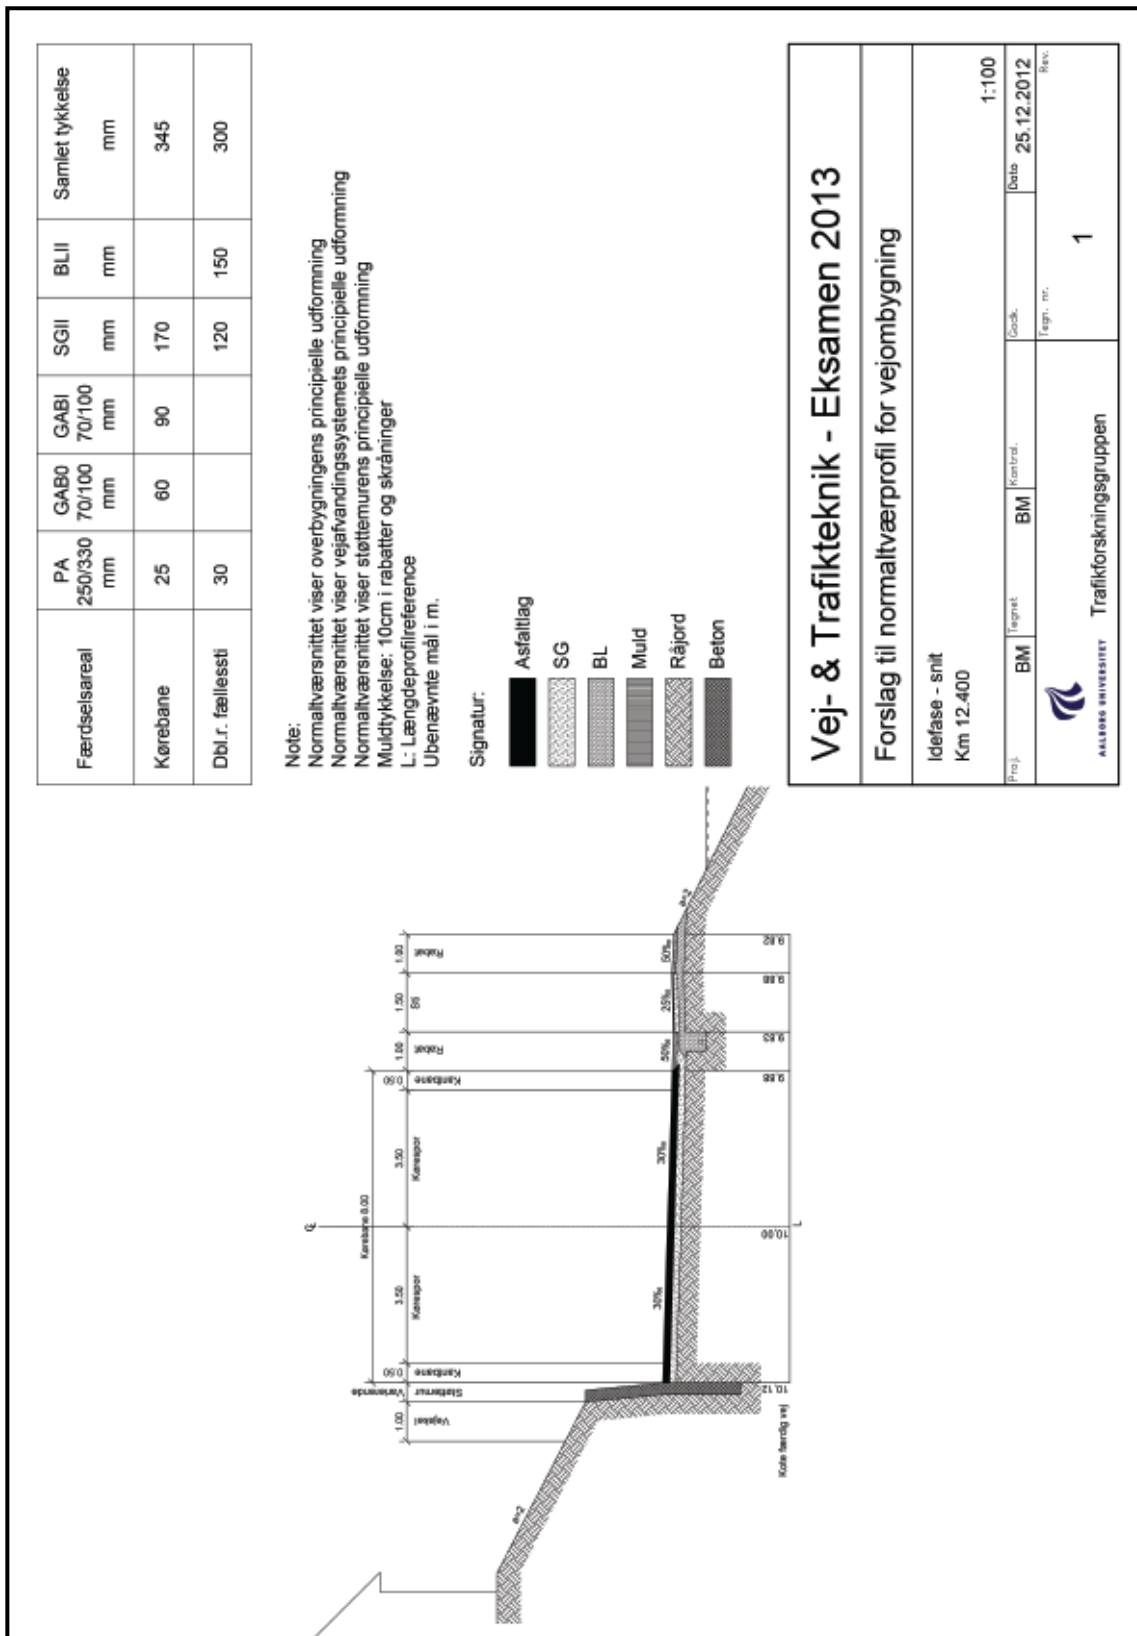 Færdselsareal PA 250/330 mm GAB0 70/100 mm GABI 70/100 mm SGII mm BLII mm Samlet tykkelse mm
Kørebane 25 60 90 170 345
Dbl.r. fællessti 30 120 150 300
Note:
Normaltværsnittet viser overbygningens principielle udformning
Normaltværsnittet viser vejafvandingssystemets principielle udformning
Normaltværsnittet viser støttemurens principielle udformning
Muldtykkelse: 10cm i rabatter og skråninger
L: Længdeprofilreference
Ubenævnte mål i m.
Signatur:
Asfaltlag
SG
BL
Muld
Råjord
Beton
Kørebane 8.00
1.00 Varierende 0.50 3.50 3.50 0.50 1.00 1.50 1.00
Vejskel Støttemur Kantbane Kørespor Kørespor Kantbane Rabat Sti Rabat
a=2 30‰ 30‰ 50‰ 25‰ 50‰ a=2
Kote færdig vej 10.12 10.00 9.88 9.83 9.88 9.82
L
Vej- & Trafikteknik - Eksamen 2013
Forslag til normaltværprofil for vejombygning
Idefase - snit
Km 12.400
1:100
Proj. BM Tegnet BM Kontrol. Godk. Dato 25.12.2012
AALBORG UNIVERSITET
Trafikforskningsgruppen
Tegn. nr. 1
Rev.